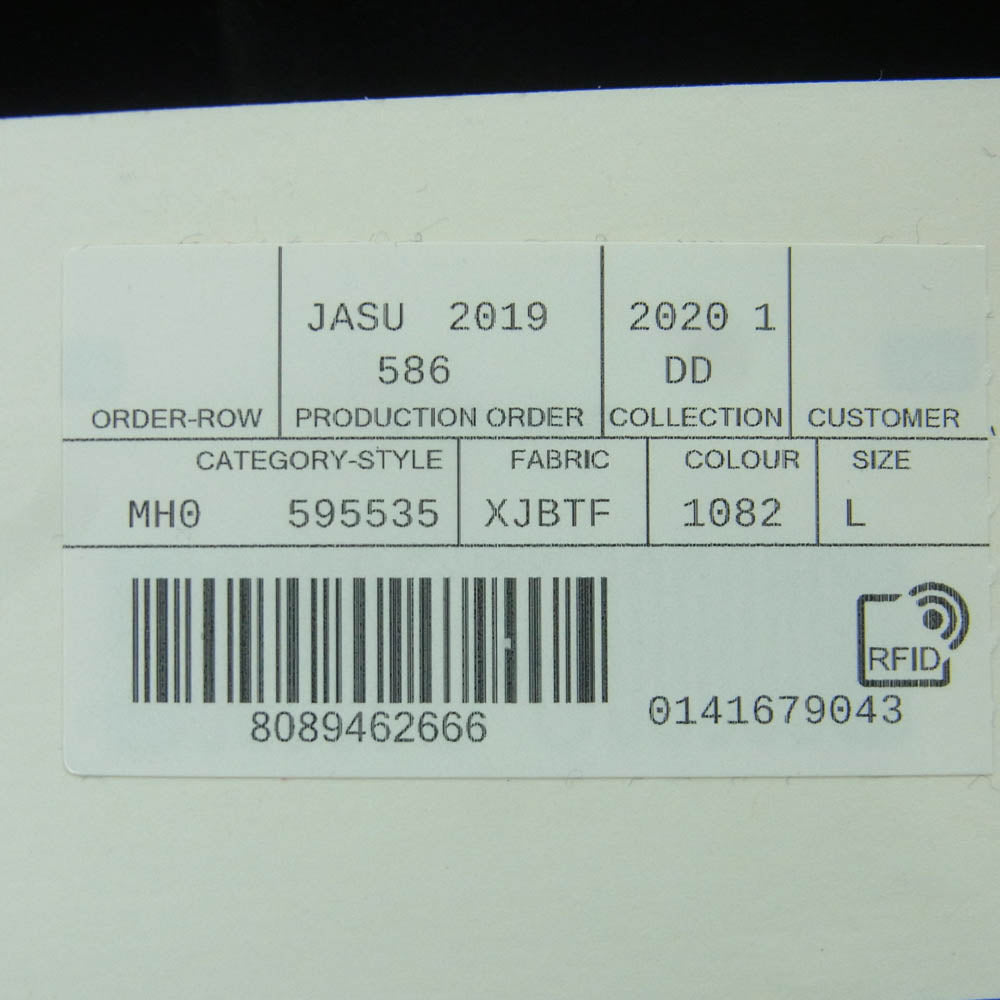 JASU 2019 2020 1
586 DD
ORDER-ROW PRODUCTION ORDER COLLECTION CUSTOMER
CATEGORY-STYLE FABRIC COLOUR SIZE
MH0 595535 XJBTF 1082 L
RFID
8089462666 0141679043